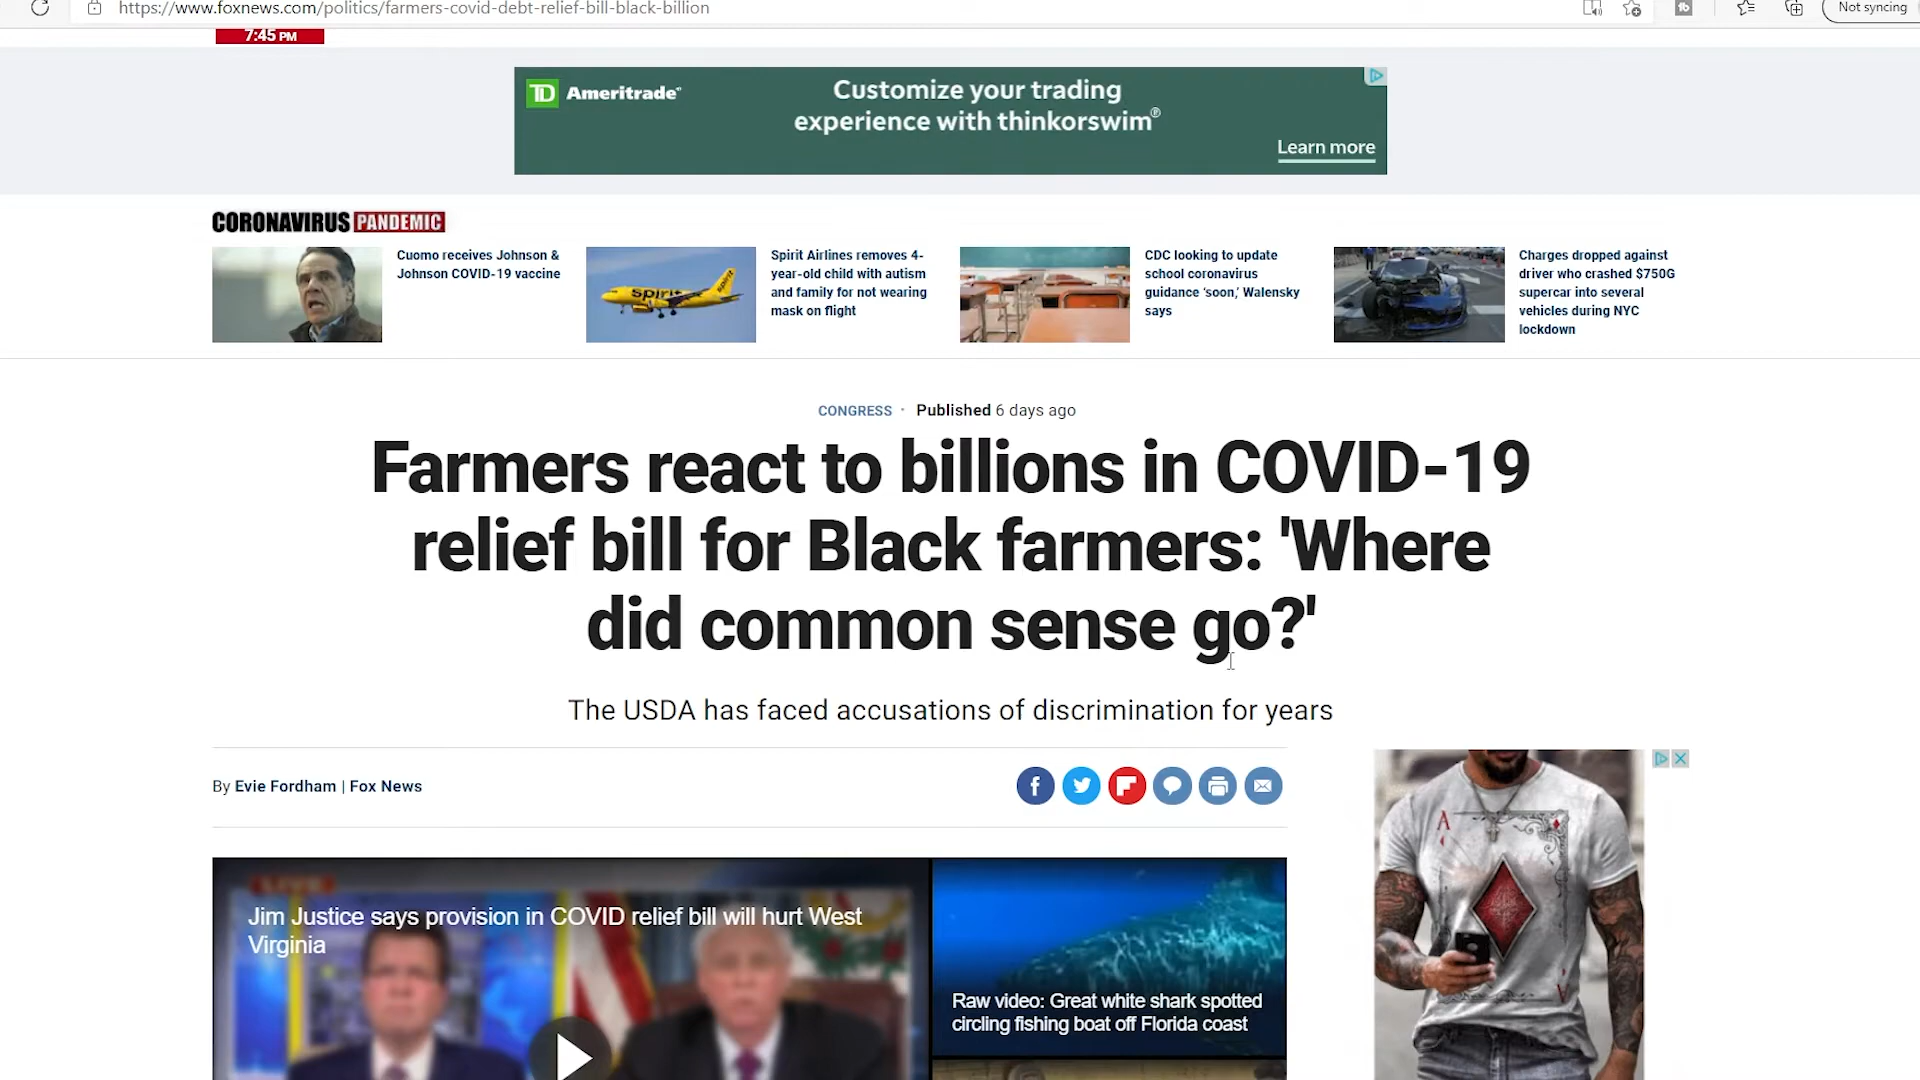 https://www.foxnews.com/politics/farmers-covid-debt-relief-bill-black-billion
Not syncing
7:45 PM
TD Ameritrade
Customize your trading
experience with thinkorswim®
Learn more
CORONAVIRUS PANDEMIC
Cuomo receives Johnson &
Johnson COVID-19 vaccine
spirit
Spirit Airlines removes 4-
year-old child with autism
and family for not wearing
mask on flight
CDC looking to update
school coronavirus
guidance ‘soon,’ Walensky
says
Charges dropped against
driver who crashed $750G
supercar into several
vehicles during NYC
lockdown
CONGRESS · Published 6 days ago
Farmers react to billions in COVID-19
relief bill for Black farmers: 'Where
did common sense go?'
The USDA has faced accusations of discrimination for years
By Evie Fordham | Fox News
LIVE
Jim Justice says provision in COVID relief bill will hurt West
Virginia
Raw video: Great white shark spotted
circling fishing boat off Florida coast
A